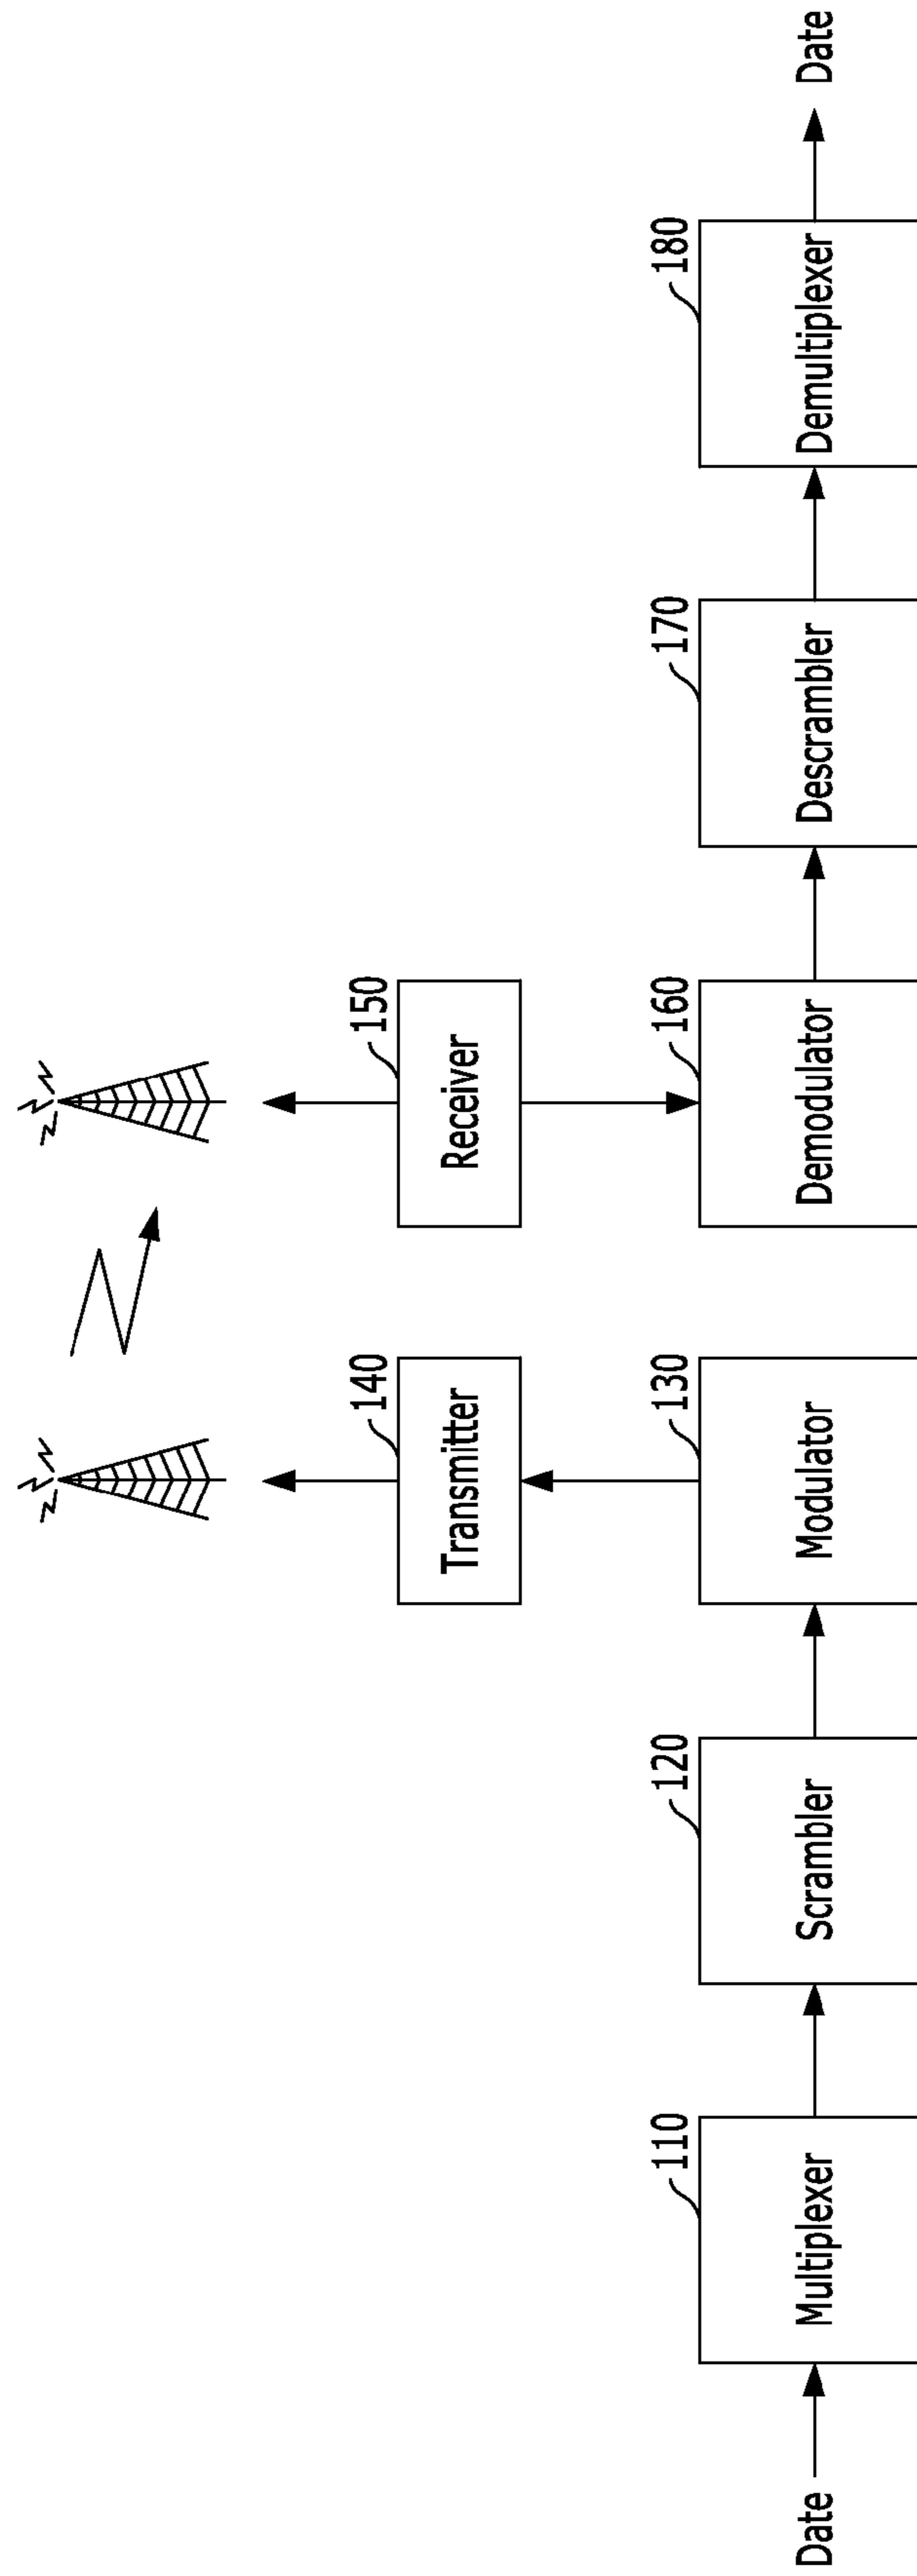 140
150
Transmitter
Receiver
110
120
130
160
170
180
Date
Multiplexer
Scrambler
Modulator
Demodulator
Descrambler
Demultiplexer
Date